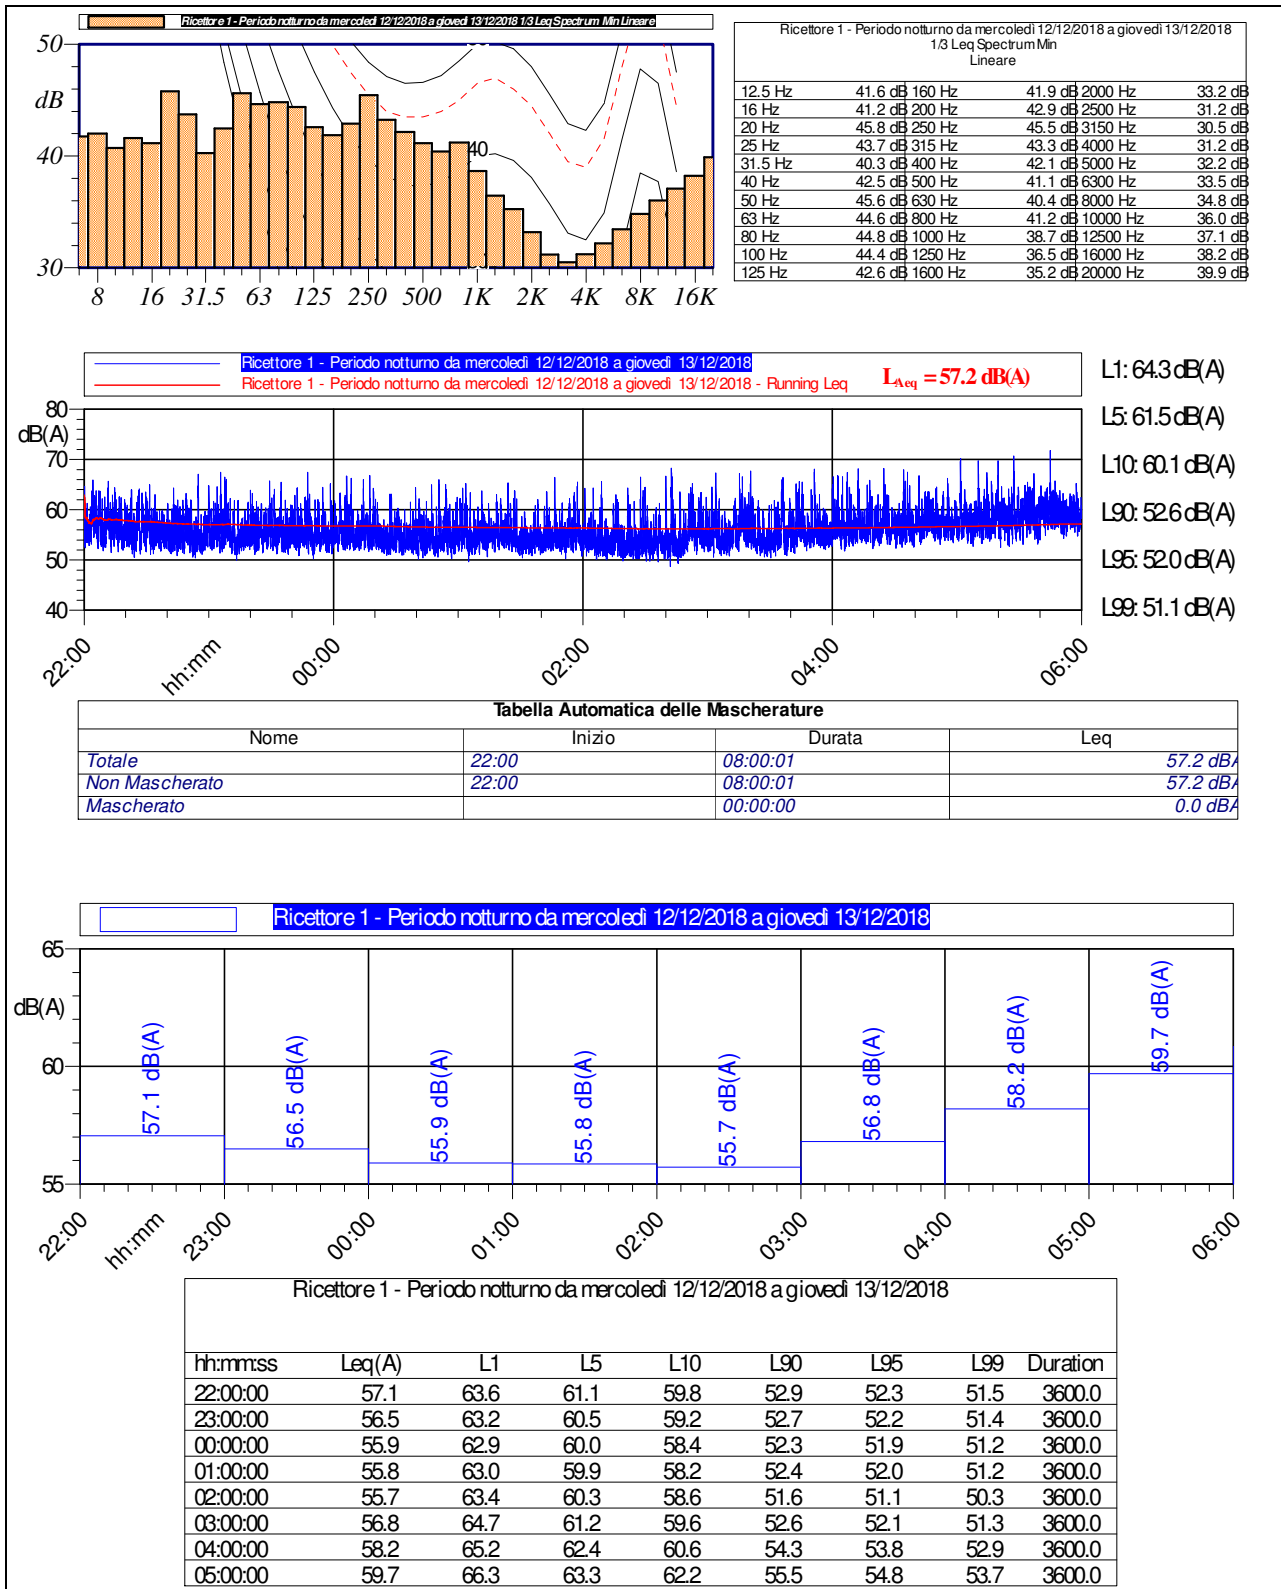 Ricettore 1 - Periodo notturno da mercoledì 12/12/2018 a giovedì 13/12/2018 1/3 Leq Spectrum Min Lineare
50
dB
40
30
40
8 16 31.5 63 125 250 500 1K 2K 4K 8K 16K
Ricettore 1 - Periodo notturno da mercoledì 12/12/2018 a giovedì 13/12/2018
1/3 Leq Spectrum Min
Lineare
12.5 Hz 41.6 dB 160 Hz 41.9 dB 2000 Hz 33.2 dB
16 Hz 41.2 dB 200 Hz 42.9 dB 2500 Hz 31.2 dB
20 Hz 45.8 dB 250 Hz 45.5 dB 3150 Hz 30.5 dB
25 Hz 43.7 dB 315 Hz 43.3 dB 4000 Hz 31.2 dB
31.5 Hz 40.3 dB 400 Hz 42.1 dB 5000 Hz 32.2 dB
40 Hz 42.5 dB 500 Hz 41.1 dB 6300 Hz 33.5 dB
50 Hz 45.6 dB 630 Hz 40.4 dB 8000 Hz 34.8 dB
63 Hz 44.6 dB 800 Hz 41.2 dB 10000 Hz 36.0 dB
80 Hz 44.8 dB 1000 Hz 38.7 dB 12500 Hz 37.1 dB
100 Hz 44.4 dB 1250 Hz 36.5 dB 16000 Hz 38.2 dB
125 Hz 42.6 dB 1600 Hz 35.2 dB 20000 Hz 39.9 dB
Ricettore 1 - Periodo notturno da mercoledì 12/12/2018 a giovedì 13/12/2018
Ricettore 1 - Periodo notturno da mercoledì 12/12/2018 a giovedì 13/12/2018 - Running Leq
LAeq = 57.2 dB(A)
80
dB(A)
70
60
50
40
22:00 hh:mm 00:00 02:00 04:00 06:00
L1: 64.3 dB(A)
L5: 61.5 dB(A)
L10: 60.1 dB(A)
L90: 52.6 dB(A)
L95: 52.0 dB(A)
L99: 51.1 dB(A)
Tabella Automatica delle Mascherature
Nome Inizio Durata Leq
Totale 22:00 08:00:01 57.2 dBA
Non Mascherato 22:00 08:00:01 57.2 dBA
Mascherato 00:00:00 0.0 dBA
Ricettore 1 - Periodo notturno da mercoledì 12/12/2018 a giovedì 13/12/2018
65
dB(A)
60
55
57.1 dB(A)
56.5 dB(A)
55.9 dB(A)
55.8 dB(A)
55.7 dB(A)
56.8 dB(A)
58.2 dB(A)
59.7 dB(A)
22:00 hh:mm 23:00 00:00 01:00 02:00 03:00 04:00 05:00 06:00
Ricettore 1 - Periodo notturno da mercoledì 12/12/2018 a giovedì 13/12/2018
hh:mm:ss Leq(A) L1 L5 L10 L90 L95 L99 Duration
22:00:00 57.1 63.6 61.1 59.8 52.9 52.3 51.5 3600.0
23:00:00 56.5 63.2 60.5 59.2 52.7 52.2 51.4 3600.0
00:00:00 55.9 62.9 60.0 58.4 52.3 51.9 51.2 3600.0
01:00:00 55.8 63.0 59.9 58.2 52.4 52.0 51.2 3600.0
02:00:00 55.7 63.4 60.3 58.6 51.6 51.1 50.3 3600.0
03:00:00 56.8 64.7 61.2 59.6 52.6 52.1 51.3 3600.0
04:00:00 58.2 65.2 62.4 60.6 54.3 53.8 52.9 3600.0
05:00:00 59.7 66.3 63.3 62.2 55.5 54.8 53.7 3600.0